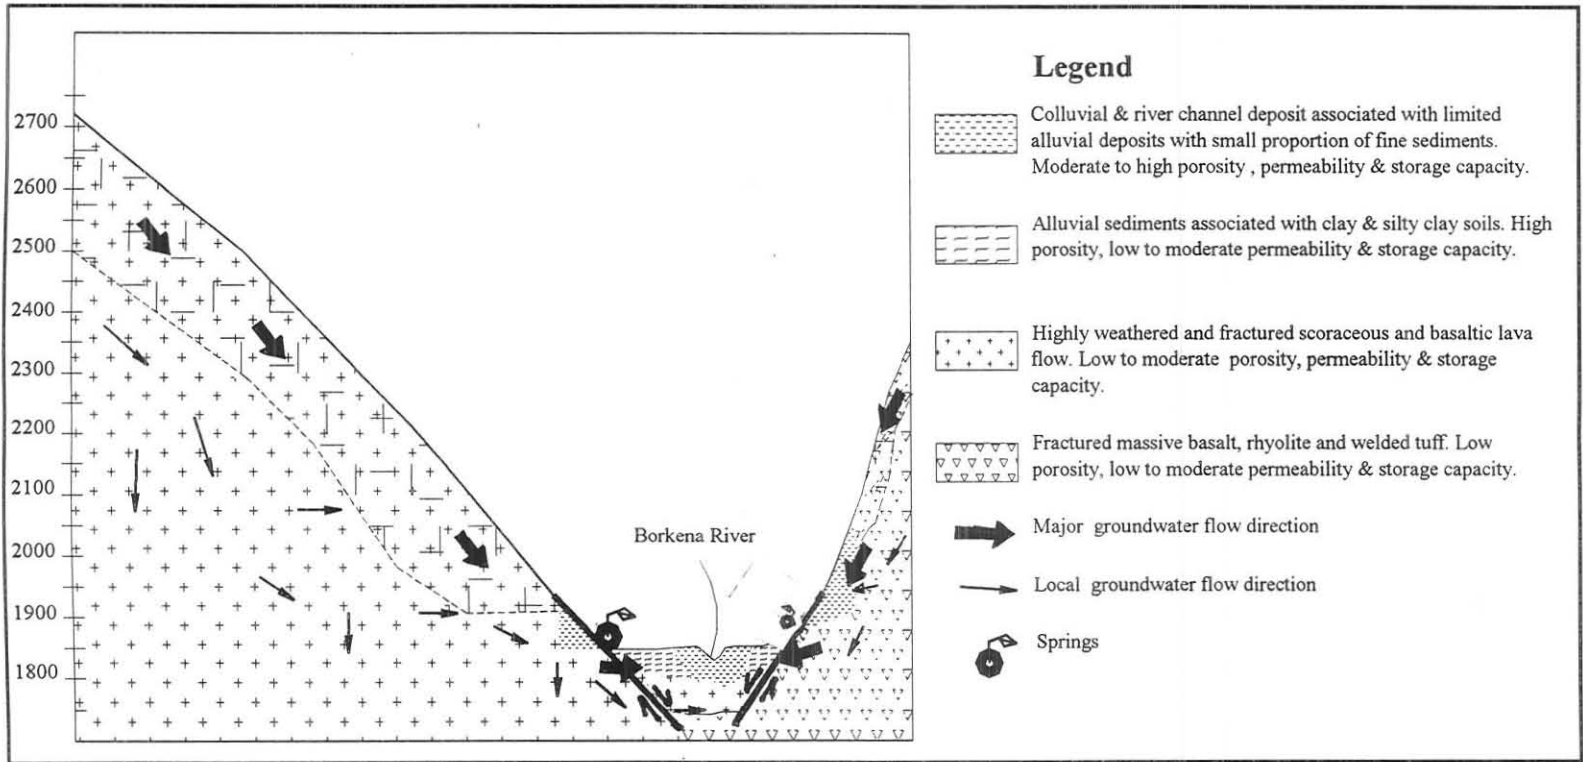 2700
2600
2500
2400
2300
2200
2100
2000
1900
1800
Borkena River
Legend
Colluvial & river channel deposit associated with limited
alluvial deposits with small proportion of fine sediments.
Moderate to high porosity , permeability & storage capacity.
Alluvial sediments associated with clay & silty clay soils. High
porosity, low to moderate permeability & storage capacity.
Highly weathered and fractured scoraceous and basaltic lava
flow. Low to moderate porosity, permeability & storage
capacity.
Fractured massive basalt, rhyolite and welded tuff. Low
porosity, low to moderate permeability & storage capacity.
Major groundwater flow direction
Local groundwater flow direction
Springs